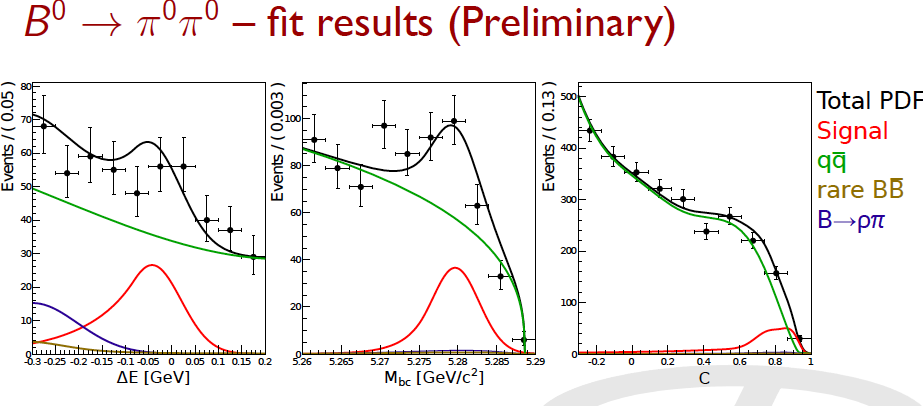 B⁰ → π⁰π⁰ – fit results (Preliminary)
Events / ( 0.05 )
80
70
60
50
40
30
20
10
0
-0.3 -0.25 -0.2 -0.15 -0.1 -0.05 0 0.05 0.1 0.15 0.2
ΔE [GeV]
Events / ( 0.003 )
100
80
60
40
20
0
5.26 5.265 5.27 5.275 5.28 5.285 5.29
M_bc [GeV/c²]
Events / ( 0.13 )
500
400
300
200
100
0
-0.2 0 0.2 0.4 0.6 0.8 1
C
Total PDF
Signal
qq̅
rare BB̅
B→ρπ